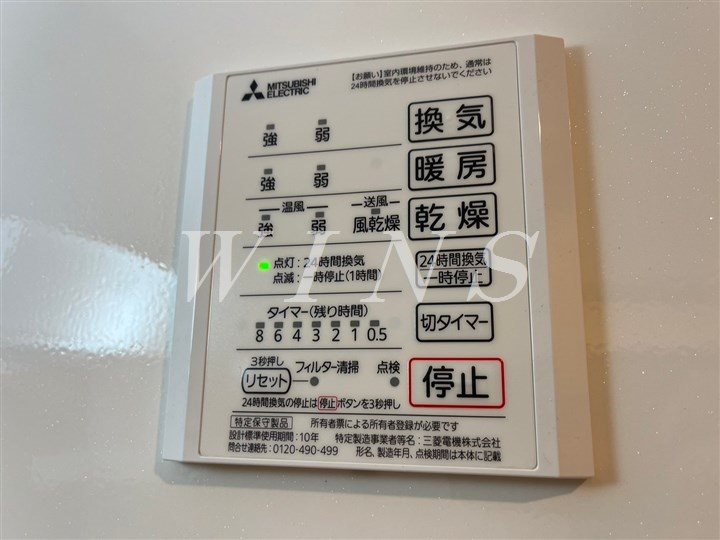 MITSUBISHI
ELECTRIC
【お願い】室内環境維持のため、通常は
24時間換気を停止させないでください
強 弱 換気
強 弱 暖房
温風 送風
強 弱 風乾燥 乾燥
点灯:24時間換気
点滅:一時停止(1時間)
24時間換気
一時停止
WINS
タイマー(残り時間)
8 6 4 3 2 1 0.5
切タイマー
3秒押し
リセット フィルター清掃 点検
停止
24時間換気の停止は停止ボタンを3秒押し
特定保守製品 所有者票による所有者登録が必要です
設計標準使用期間:10年 特定製造事業者等名:三菱電機株式会社
問合せ連絡先:0120-490-499 形名、製造年月、点検期間は本体に記載